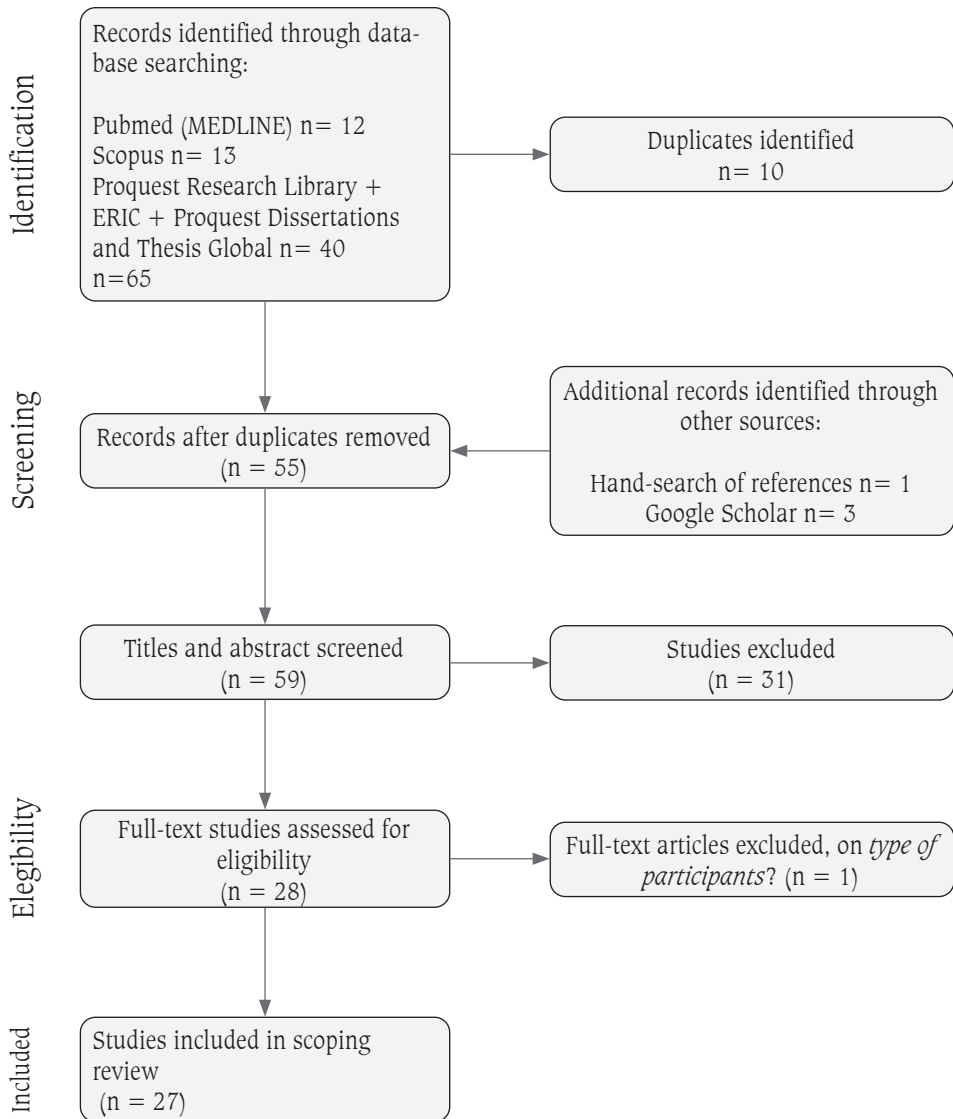 Identification
Records identified through data-
base searching:
Pubmed (MEDLINE) n= 12
Scopus n= 13
Proquest Research Library +
ERIC + Proquest Dissertations
and Thesis Global n= 40
n=65
Duplicates identified
n= 10
Screening
Records after duplicates removed
(n = 55)
Additional records identified through
other sources:
Hand-search of references n= 1
Google Scholar n= 3
Titles and abstract screened
(n = 59)
Studies excluded
(n = 31)
Elegibility
Full-text studies assessed for
eligibility
(n = 28)
Full-text articles excluded, on type of
participants? (n = 1)
Included
Studies included in scoping
review
(n = 27)